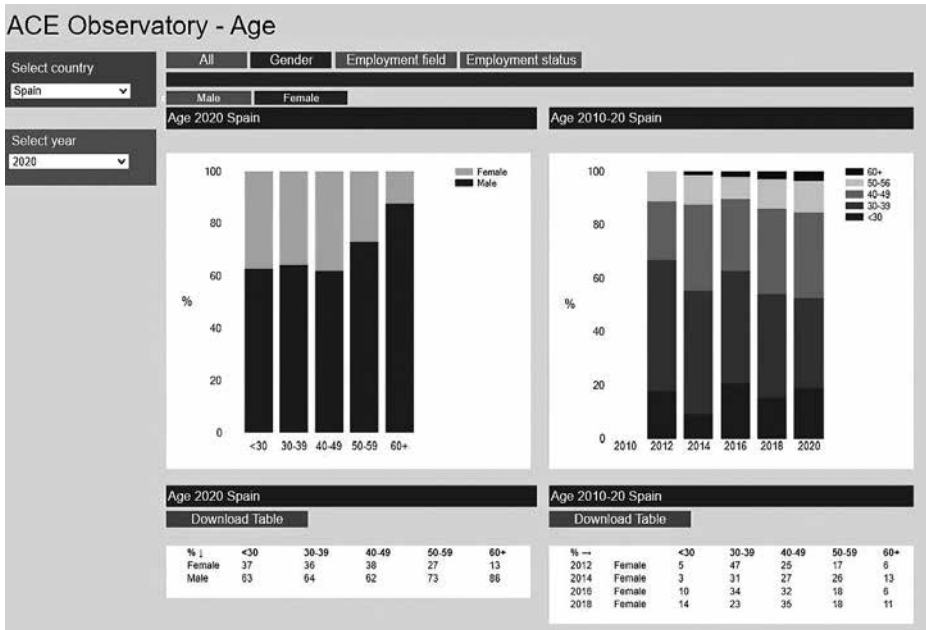 ACE Observatory - Age
Select country
Spain
Select year
2020
All Gender Employment field Employment status
Male Female
Age 2020 Spain
100
80
60
%
40
20
0
<30 30-39 40-49 50-59 60+
Female
Male
Age 2010-20 Spain
100
80
60
%
40
20
0
2010 2012 2014 2016 2018 2020
60+
50-56
40-49
30-39
<30
Age 2020 Spain
Download Table
% ↓ <30 30-39 40-49 50-59 60+
Female 37 36 38 27 13
Male 63 64 62 73 86
Age 2010-20 Spain
Download Table
% → <30 30-39 40-49 50-59 60+
2012 Female 5 47 25 17 6
2014 Female 3 31 27 26 13
2016 Female 10 34 32 18 6
2018 Female 14 23 35 18 11